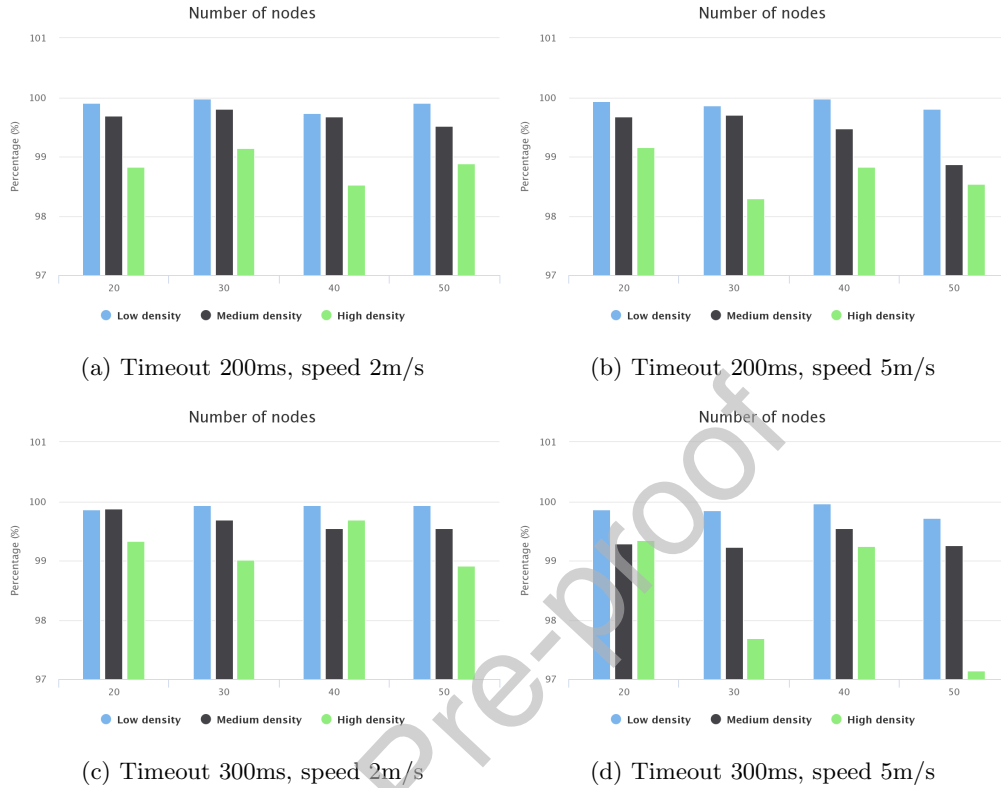 Number of nodes
101
100
99
98
97
Percentage (%)
20 30 40 50
Low density Medium density High density
(a) Timeout 200ms, speed 2m/s
Number of nodes
101
100
99
98
97
Percentage (%)
20 30 40 50
Low density Medium density High density
(b) Timeout 200ms, speed 5m/s
Number of nodes
101
100
99
98
97
Percentage (%)
20 30 40 50
Low density Medium density High density
(c) Timeout 300ms, speed 2m/s
Number of nodes
101
100
99
98
97
Percentage (%)
20 30 40 50
Low density Medium density High density
(d) Timeout 300ms, speed 5m/s
Pre-proof